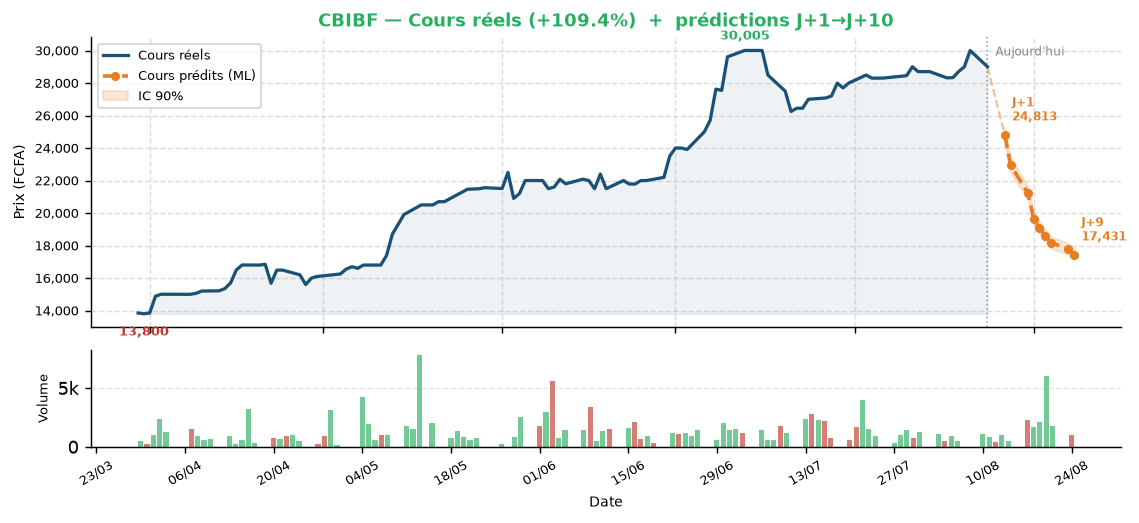 CBIBF — Cours réels (+109.4%)  +  prédictions J+1→J+10
30,005
Aujourd'hui
Cours réels
Cours prédits (ML)
IC 90%
J+1
24,813
J+9
17,431
13,800
Prix (FCFA)
30,000
28,000
26,000
24,000
22,000
20,000
18,000
16,000
14,000
Volume
5k
0
23/03
06/04
20/04
04/05
18/05
01/06
15/06
29/06
13/07
27/07
10/08
24/08
Date